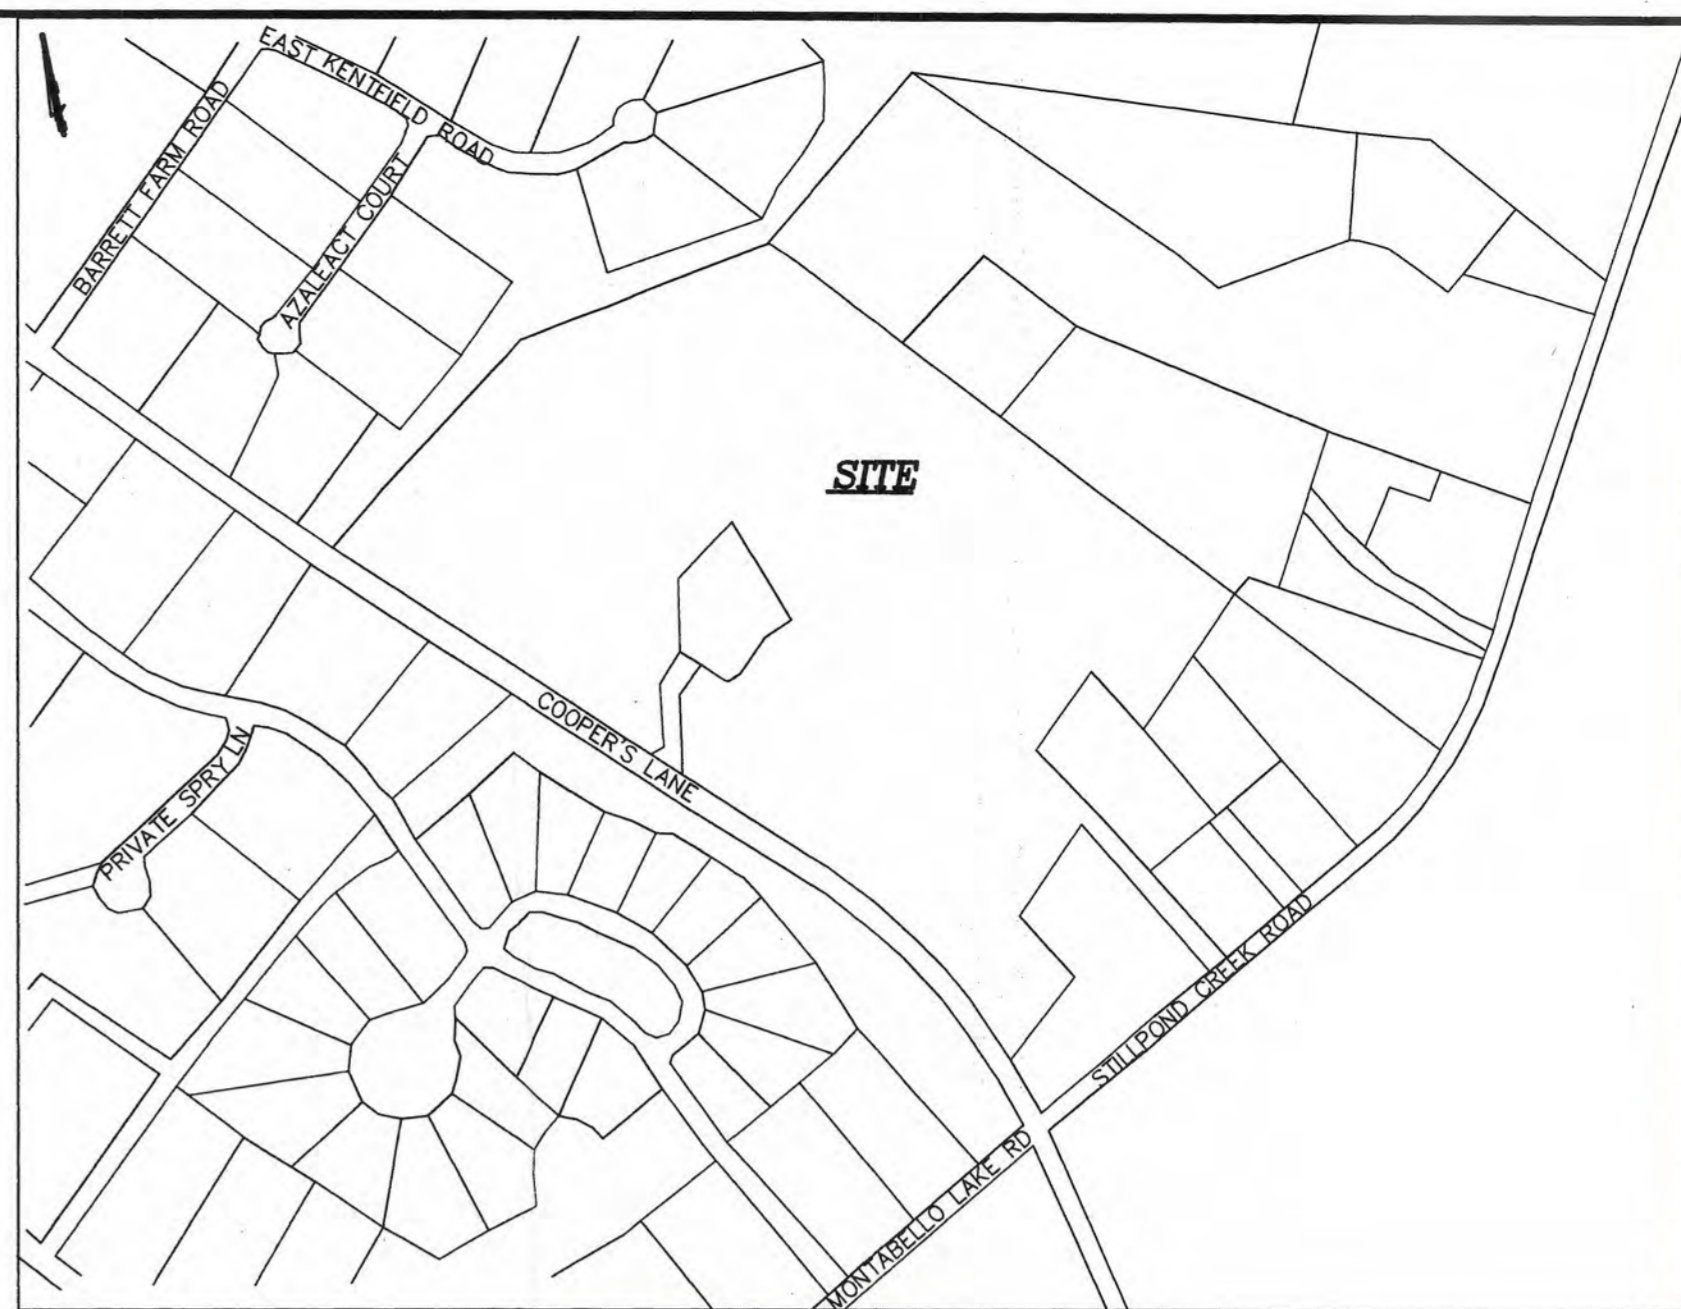 EAST KENTFIELD ROAD
BARRETT FARM ROAD
AZALEACT COURT
SITE
COOPER'S LANE
PRIVATE SPRY LN
STILLPOND CREEK ROAD
MONTABELLO LAKE RD